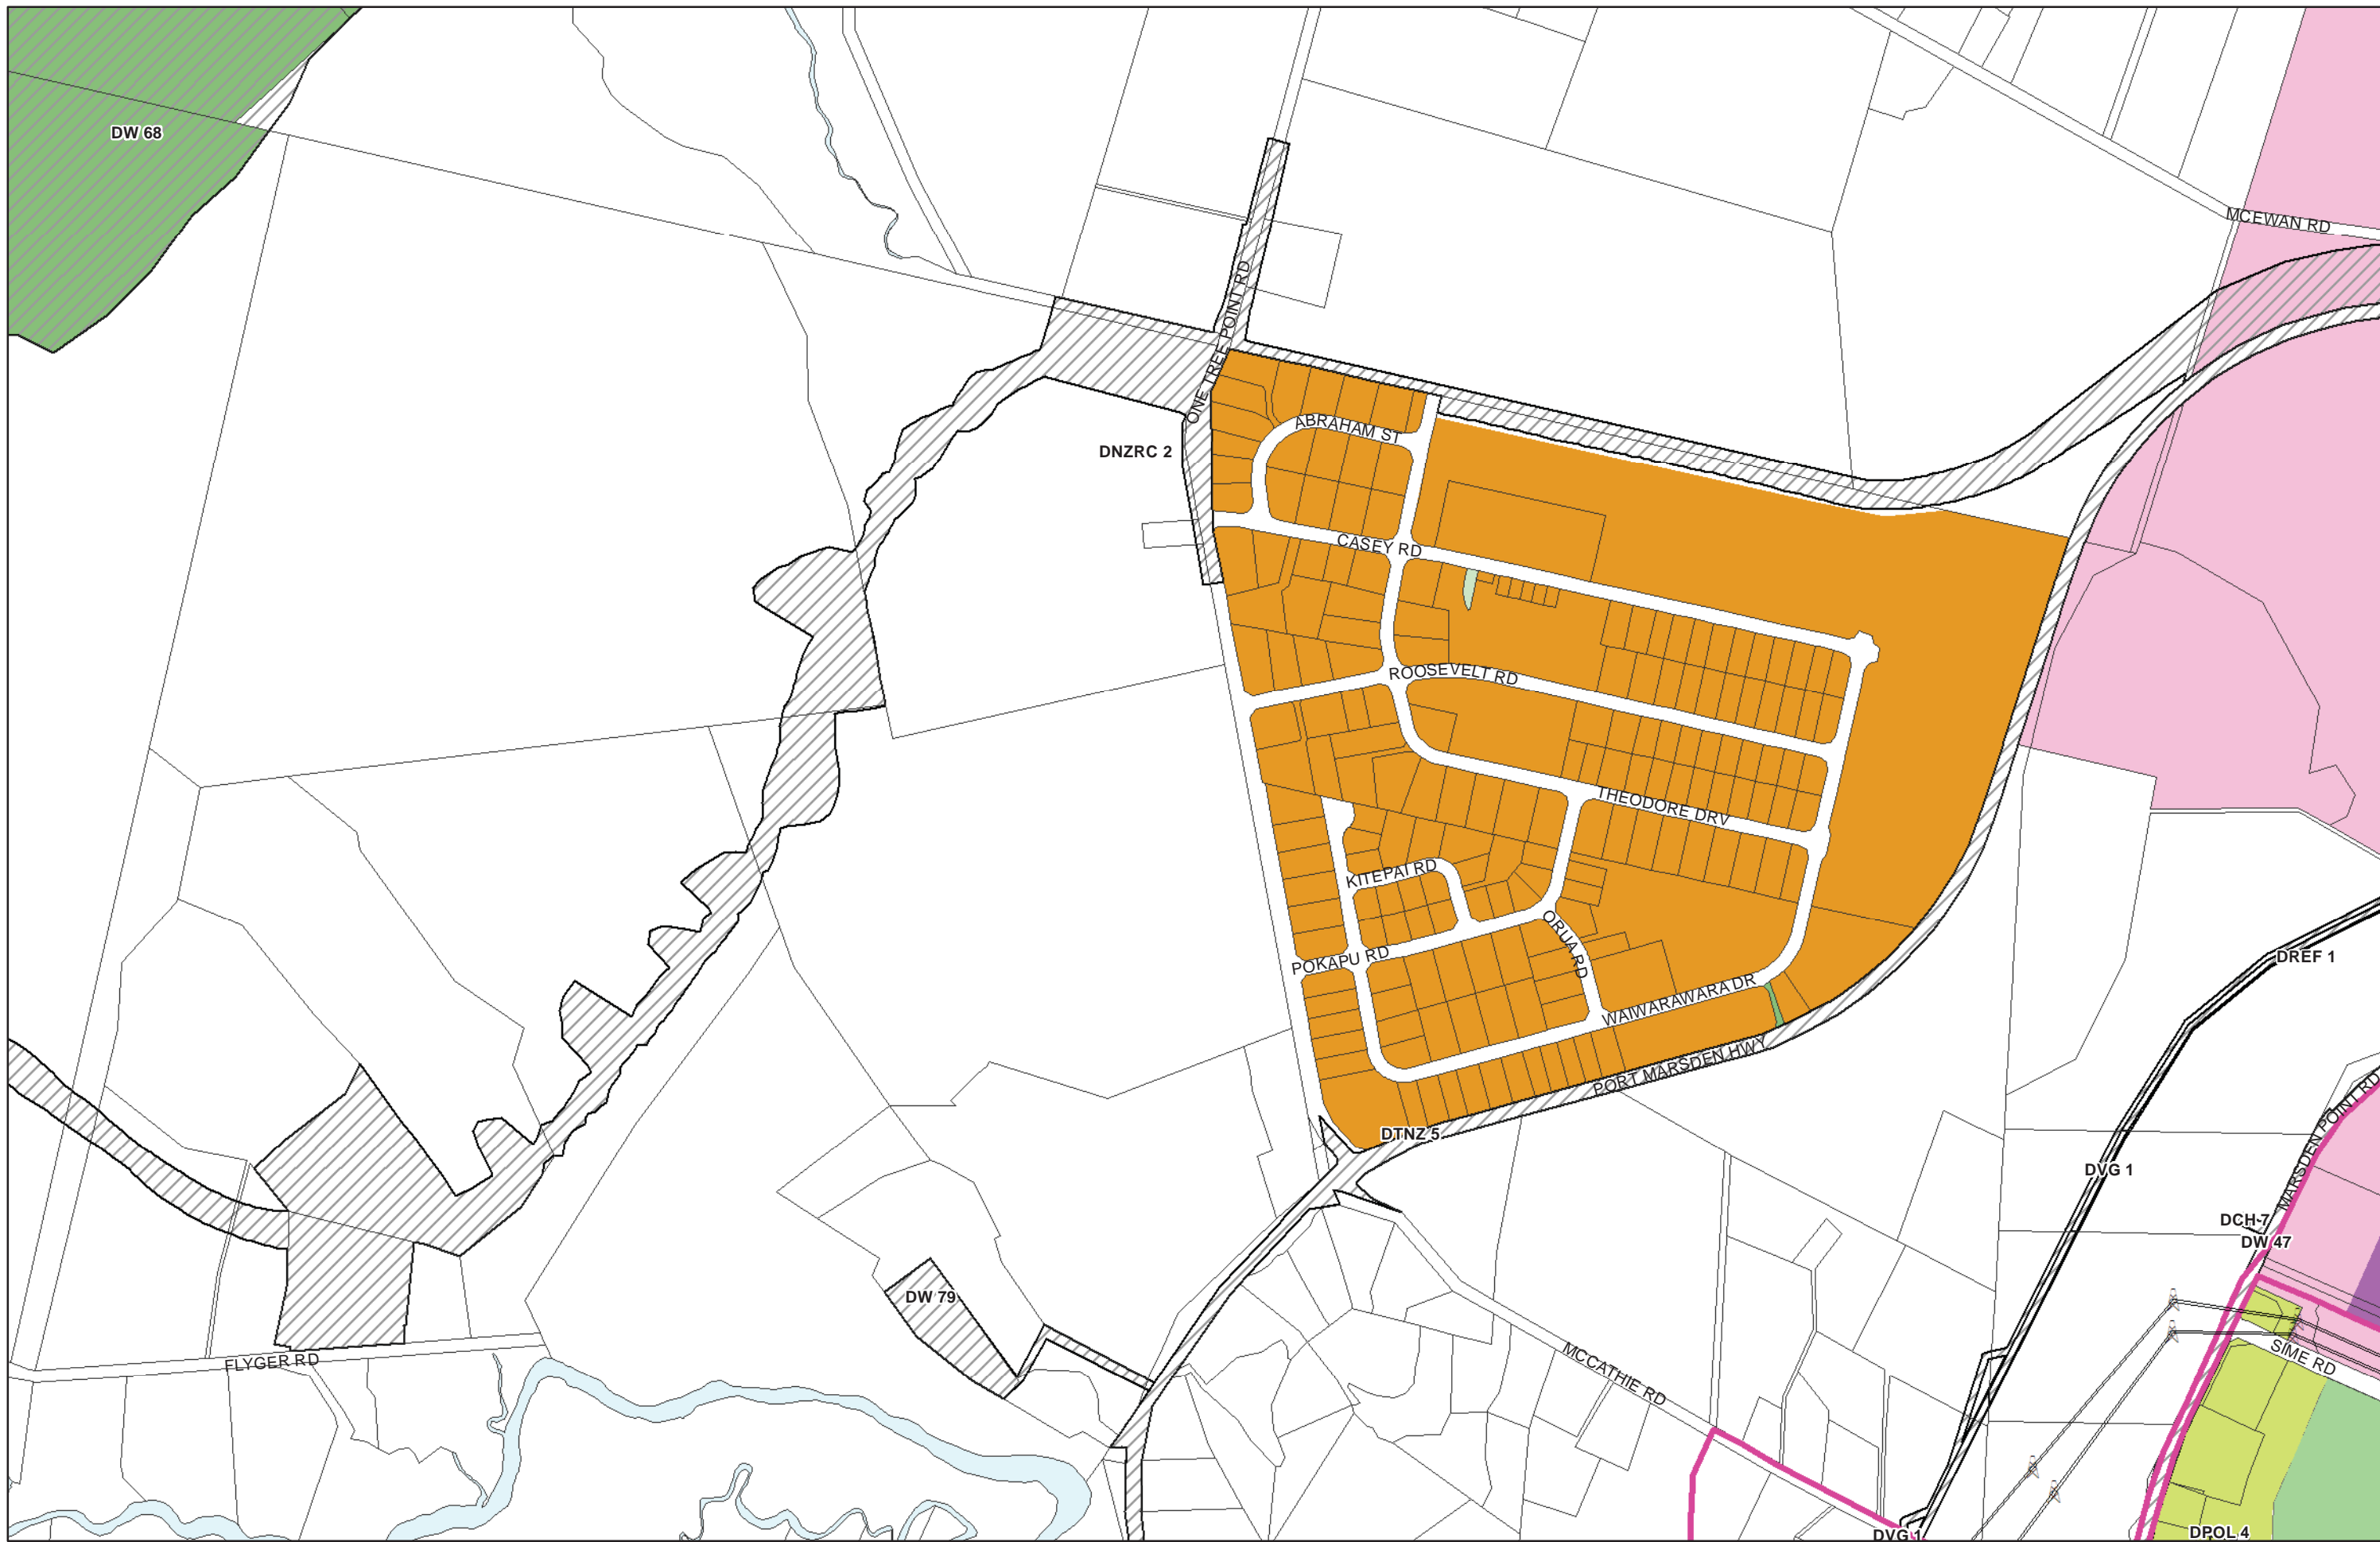 DW 68
MCEWAN RD
ONE TREE POINT RD
ABRAHAM ST
DNZRC 2
CASEY RD
ROOSEVELT RD
THEODORE DRV
KITEPAI RD
ORUA RD
POKAPU RD
DREF 1
WAIWARAWARA DR
PORT MARSDEN HWY
MARSDEN POINT RD
DTNZ 5
DVG 1
DCH 7
DW 47
DW 79
SIME RD
FLYGER RD
MCCATHIE RD
DVG 1
DPOL 4